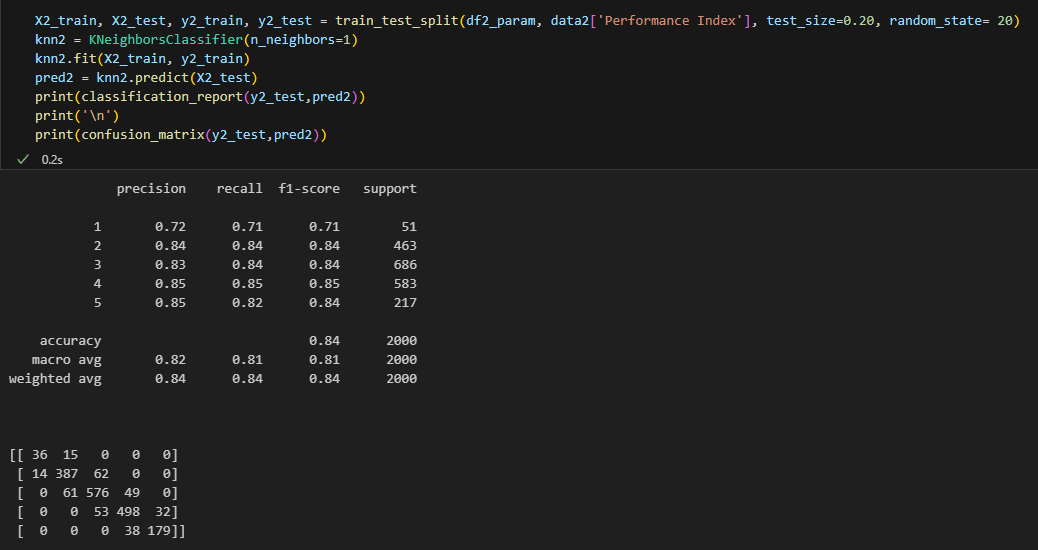 X2_train, X2_test, y2_train, y2_test = train_test_split(df2_param, data2['Performance Index'], test_size=0.20, random_state= 20)
knn2 = KNeighborsClassifier(n_neighbors=1)
knn2.fit(X2_train, y2_train)
pred2 = knn2.predict(X2_test)
print(classification_report(y2_test,pred2))
print('\n')
print(confusion_matrix(y2_test,pred2))
✓ 0.2s
precision recall f1-score support
1 0.72 0.71 0.71 51
2 0.84 0.84 0.84 463
3 0.83 0.84 0.84 686
4 0.85 0.85 0.85 583
5 0.85 0.82 0.84 217
accuracy 0.84 2000
macro avg 0.82 0.81 0.81 2000
weighted avg 0.84 0.84 0.84 2000
[[ 36 15 0 0 0]
[ 14 387 62 0 0]
[ 0 61 576 49 0]
[ 0 0 53 498 32]
[ 0 0 0 38 179]]